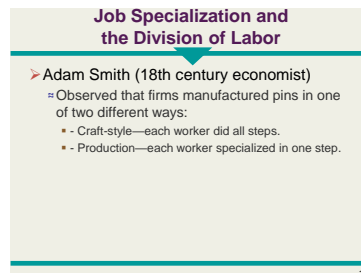 Job Specialization and
the Division of Labor
Adam Smith (18th century economist)
Observed that firms manufactured pins in one
of two different ways:
- Craft-style—each worker did all steps.
- Production—each worker specialized in one step.